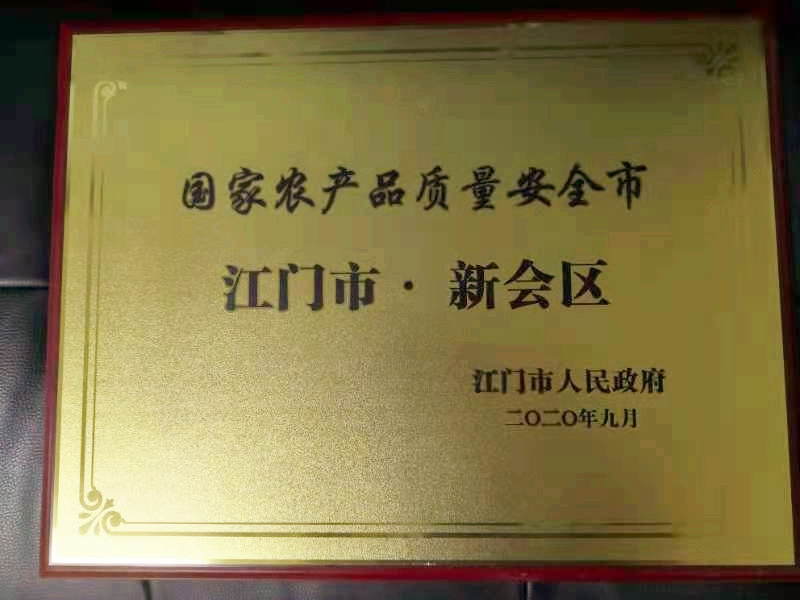 国家农产品质量安全市
江门市·新会区
江门市人民政府
二〇二〇年九月